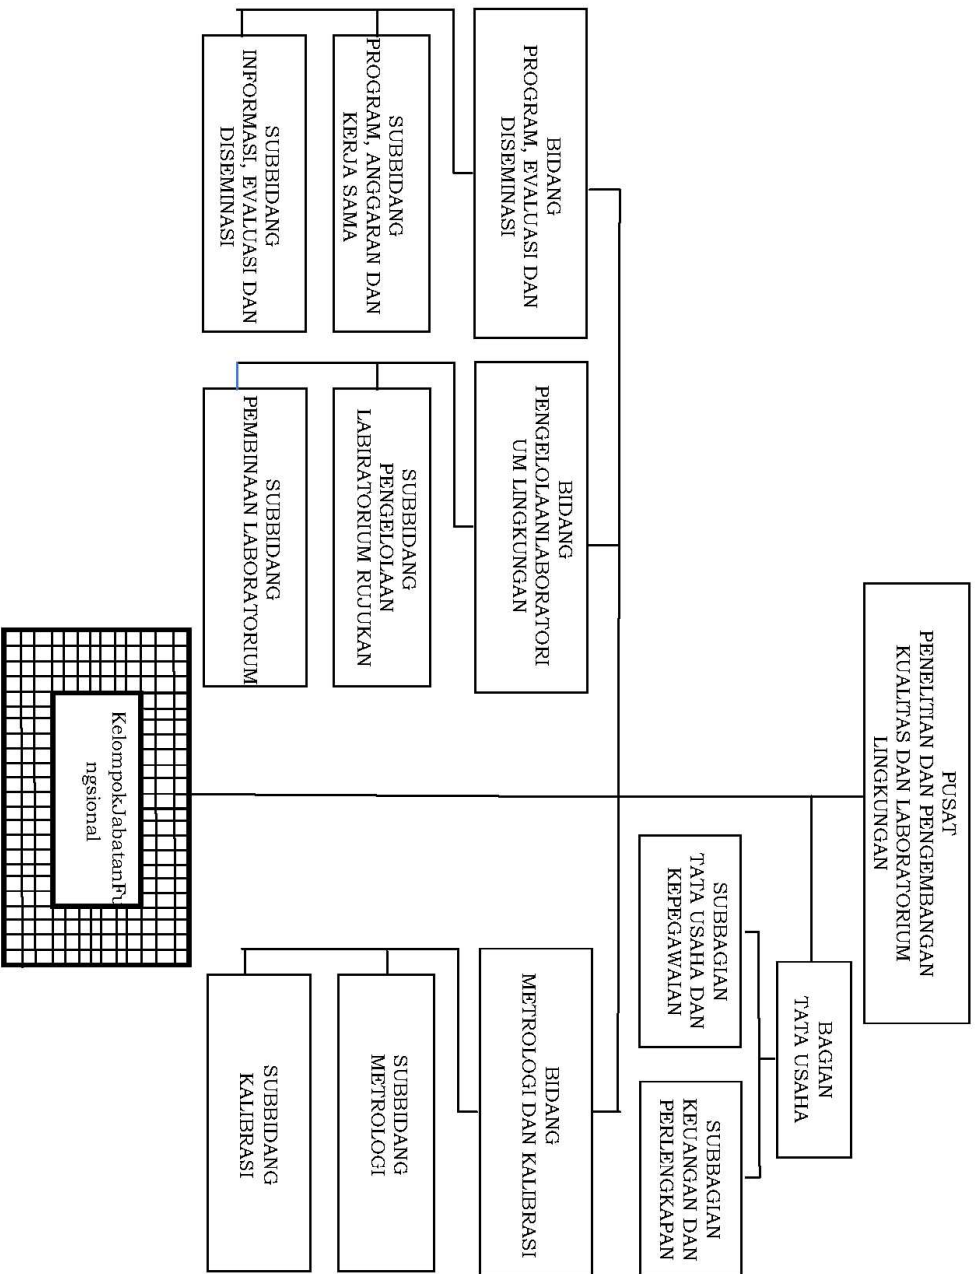 PUSAT
PENELITIAN DAN PENGEMBANGAN
KUALITAS DAN LABORATORIUM
LINGKUNGAN
BAGIAN
TATA USAHA
SUBBAGIAN
TATA USAHA DAN
KEPEGAWAIAN
SUBBAGIAN
KEUANGAN DAN
PERLENGKAPAN
BIDANG
PROGRAM, EVALUASI DAN
DISEMINASI
BIDANG
PENGELOLAANLABORATORI
UM LINGKUNGAN
BIDANG
METROLOGI DAN KALIBRASI
SUBBIDANG
PROGRAM, ANGGARAN DAN
KERJA SAMA
SUBBIDANG
PENGELOLAAN
LABIRATORIUM RUJUKAN
SUBBIDANG
METROLOGI
SUBBIDANG
INFORMASI, EVALUASI DAN
DISEMINASI
SUBBIDANG
PEMBINAAN LABORATORIUM
SUBBIDANG
KALIBRASI
KelompokJabatanFu
ngsional